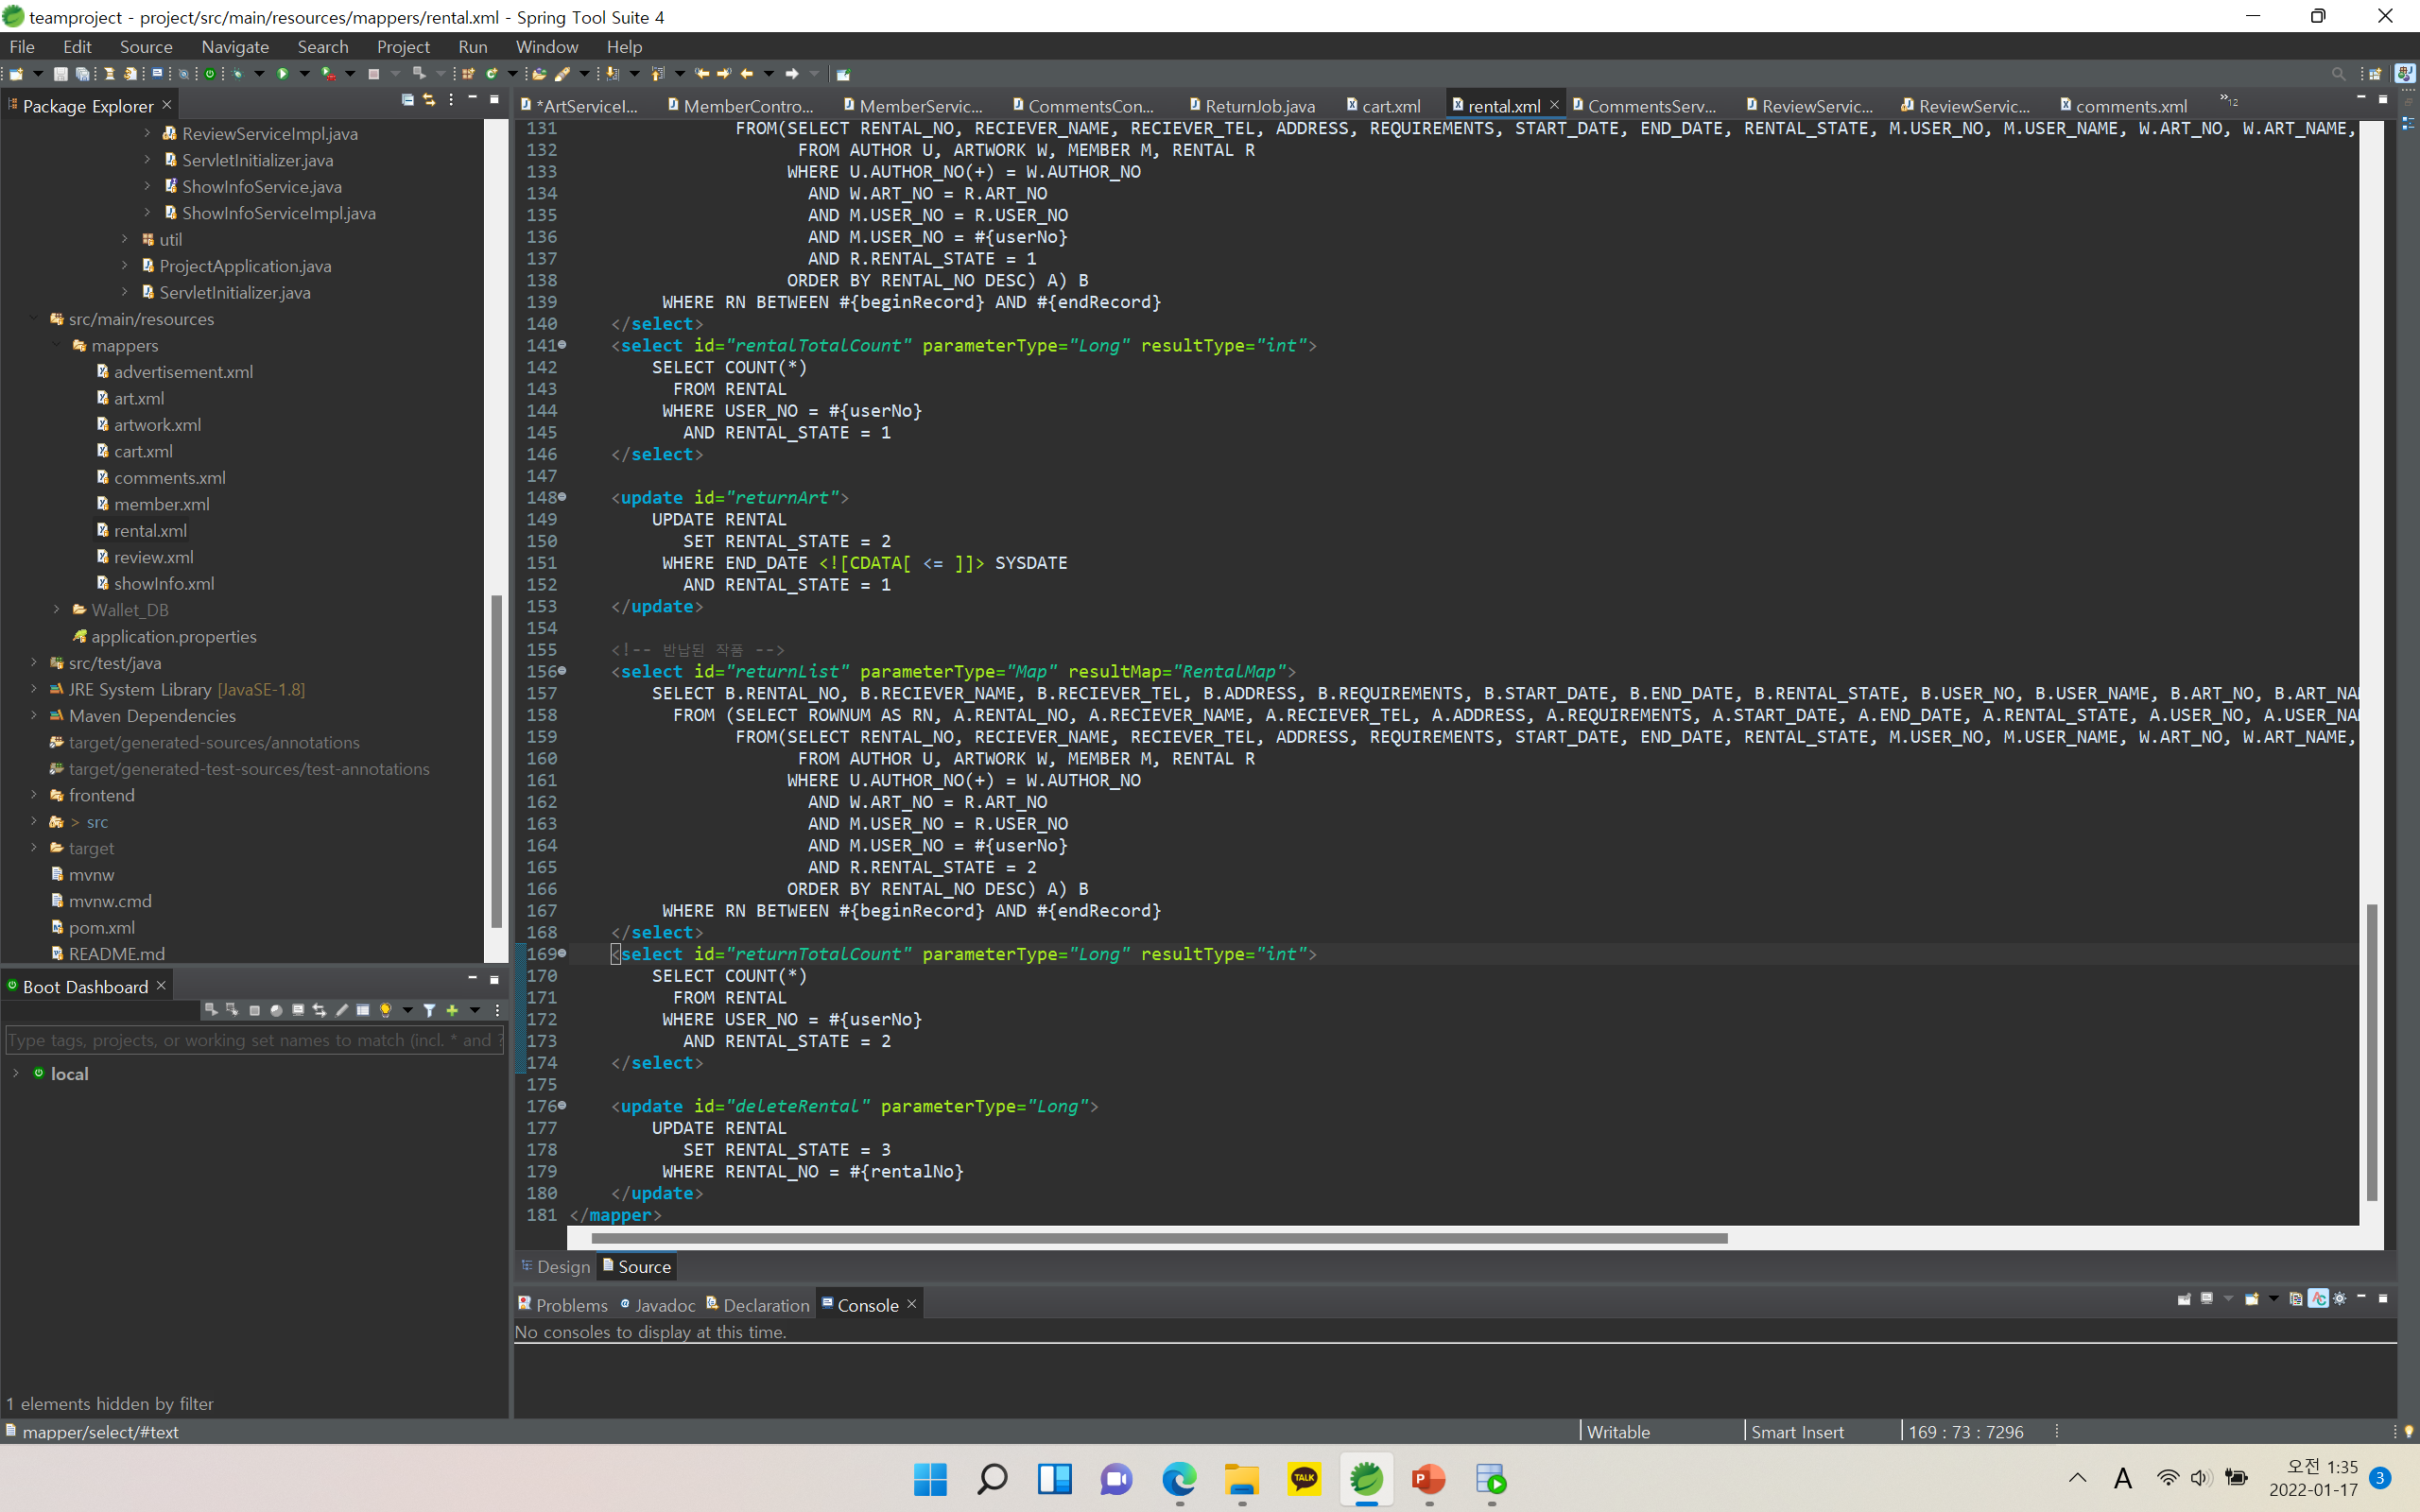 teamproject - project/src/main/resources/mappers/rental.xml - Spring Tool Suite 4
File Edit Source Navigate Search Project Run Window Help
Package Explorer
*ArtServiceI... MemberContro... MemberServic... CommentsCon... ReturnJob.java cart.xml rental.xml CommentsServ... ReviewServic... ReviewServic... comments.xml »12
ReviewServiceImpl.java
ServletInitializer.java
ShowInfoService.java
ShowInfoServiceImpl.java
util
ProjectApplication.java
ServletInitializer.java
src/main/resources
mappers
advertisement.xml
art.xml
artwork.xml
cart.xml
comments.xml
member.xml
rental.xml
review.xml
showInfo.xml
Wallet_DB
application.properties
src/test/java
JRE System Library [JavaSE-1.8]
Maven Dependencies
target/generated-sources/annotations
target/generated-test-sources/test-annotations
frontend
> src
target
mvnw
mvnw.cmd
pom.xml
README.md
131 FROM(SELECT RENTAL_NO, RECIEVER_NAME, RECIEVER_TEL, ADDRESS, REQUIREMENTS, START_DATE, END_DATE, RENTAL_STATE, M.USER_NO, M.USER_NAME, W.ART_NO, W.ART_NAME,
132 FROM AUTHOR U, ARTWORK W, MEMBER M, RENTAL R
133 WHERE U.AUTHOR_NO(+) = W.AUTHOR_NO
134 AND W.ART_NO = R.ART_NO
135 AND M.USER_NO = R.USER_NO
136 AND M.USER_NO = #{userNo}
137 AND R.RENTAL_STATE = 1
138 ORDER BY RENTAL_NO DESC) A) B
139 WHERE RN BETWEEN #{beginRecord} AND #{endRecord}
140 </select>
141 <select id="rentalTotalCount" parameterType="Long" resultType="int">
142 SELECT COUNT(*)
143 FROM RENTAL
144 WHERE USER_NO = #{userNo}
145 AND RENTAL_STATE = 1
146 </select>
147
148 <update id="returnArt">
149 UPDATE RENTAL
150 SET RENTAL_STATE = 2
151 WHERE END_DATE <![CDATA[ <= ]]> SYSDATE
152 AND RENTAL_STATE = 1
153 </update>
154
155 <!-- 반납된 작품 -->
156 <select id="returnList" parameterType="Map" resultMap="RentalMap">
157 SELECT B.RENTAL_NO, B.RECIEVER_NAME, B.RECIEVER_TEL, B.ADDRESS, B.REQUIREMENTS, B.START_DATE, B.END_DATE, B.RENTAL_STATE, B.USER_NO, B.USER_NAME, B.ART_NO, B.ART_NA
158 FROM (SELECT ROWNUM AS RN, A.RENTAL_NO, A.RECIEVER_NAME, A.RECIEVER_TEL, A.ADDRESS, A.REQUIREMENTS, A.START_DATE, A.END_DATE, A.RENTAL_STATE, A.USER_NO, A.USER_NA
159 FROM(SELECT RENTAL_NO, RECIEVER_NAME, RECIEVER_TEL, ADDRESS, REQUIREMENTS, START_DATE, END_DATE, RENTAL_STATE, M.USER_NO, M.USER_NAME, W.ART_NO, W.ART_NAME,
160 FROM AUTHOR U, ARTWORK W, MEMBER M, RENTAL R
161 WHERE U.AUTHOR_NO(+) = W.AUTHOR_NO
162 AND W.ART_NO = R.ART_NO
163 AND M.USER_NO = R.USER_NO
164 AND M.USER_NO = #{userNo}
165 AND R.RENTAL_STATE = 2
166 ORDER BY RENTAL_NO DESC) A) B
167 WHERE RN BETWEEN #{beginRecord} AND #{endRecord}
168 </select>
169 <select id="returnTotalCount" parameterType="Long" resultType="int">
170 SELECT COUNT(*)
171 FROM RENTAL
172 WHERE USER_NO = #{userNo}
173 AND RENTAL_STATE = 2
174 </select>
175
176 <update id="deleteRental" parameterType="Long">
177 UPDATE RENTAL
178 SET RENTAL_STATE = 3
179 WHERE RENTAL_NO = #{rentalNo}
180 </update>
181 </mapper>
Design Source
Boot Dashboard
Type tags, projects, or working set names to match (incl. * and ?
local
1 elements hidden by filter
Problems Javadoc Declaration Console
No consoles to display at this time.
mapper/select/#text
Writable Smart Insert 169 : 73 : 7296
TALK
P
A
오전 1:35
2022-01-17
3